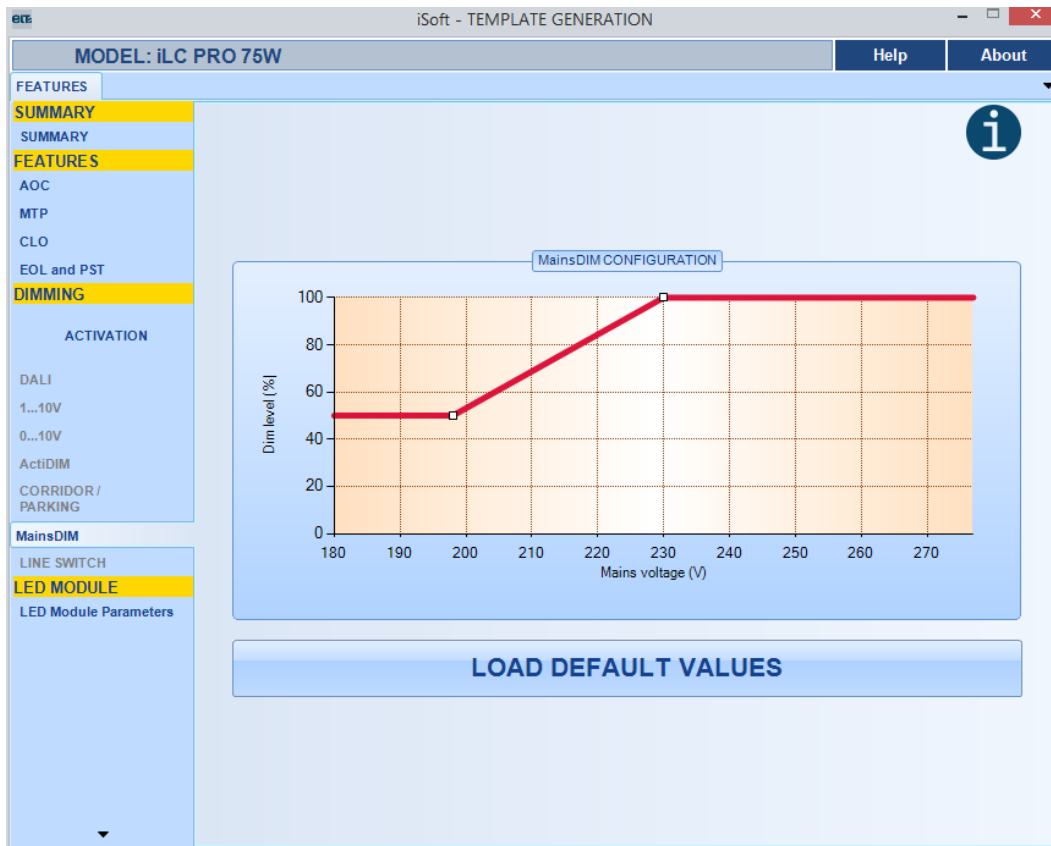 ELT
iSoft - TEMPLATE GENERATION
MODEL: iLC PRO 75W
Help
About
FEATURES
SUMMARY
SUMMARY
FEATURES
AOC
MTP
CLO
EOL and PST
DIMMING
ACTIVATION
DALI
1...10V
0...10V
ActiDIM
CORRIDOR /
PARKING
MainsDIM
LINE SWITCH
LED MODULE
LED Module Parameters
i
MainsDIM CONFIGURATION
100
80
60
40
20
0
Dim level [%]
180 190 200 210 220 230 240 250 260 270
Mains voltage (V)
LOAD DEFAULT VALUES